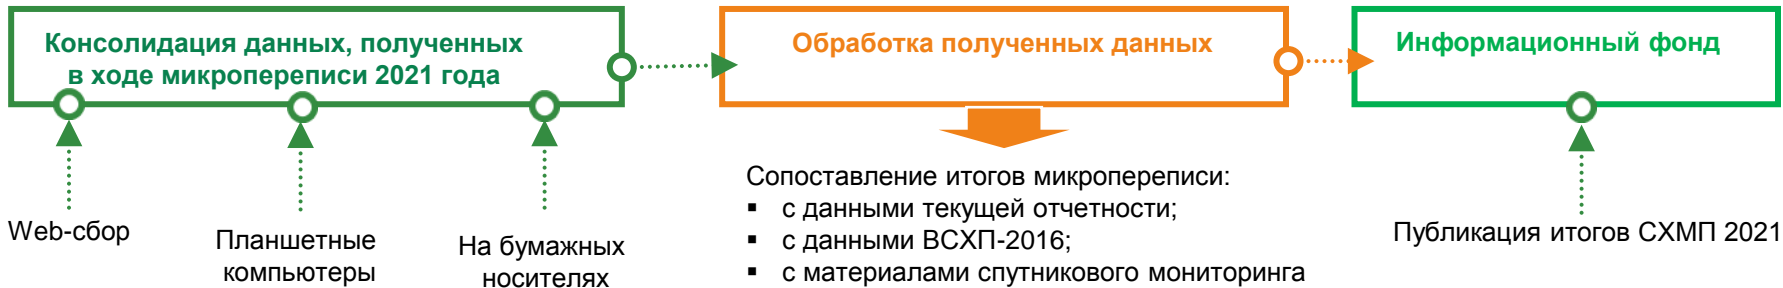 Консолидация данных, полученных
в ходе микропереписи 2021 года
Обработка полученных данных
Информационный фонд
Web-сбор
Планшетные
компьютеры
На бумажных
носителях
Сопоставление итогов микропереписи:
▪ с данными текущей отчетности;
▪ с данными ВСХП-2016;
▪ с материалами спутникового мониторинга
Публикация итогов СХМП 2021